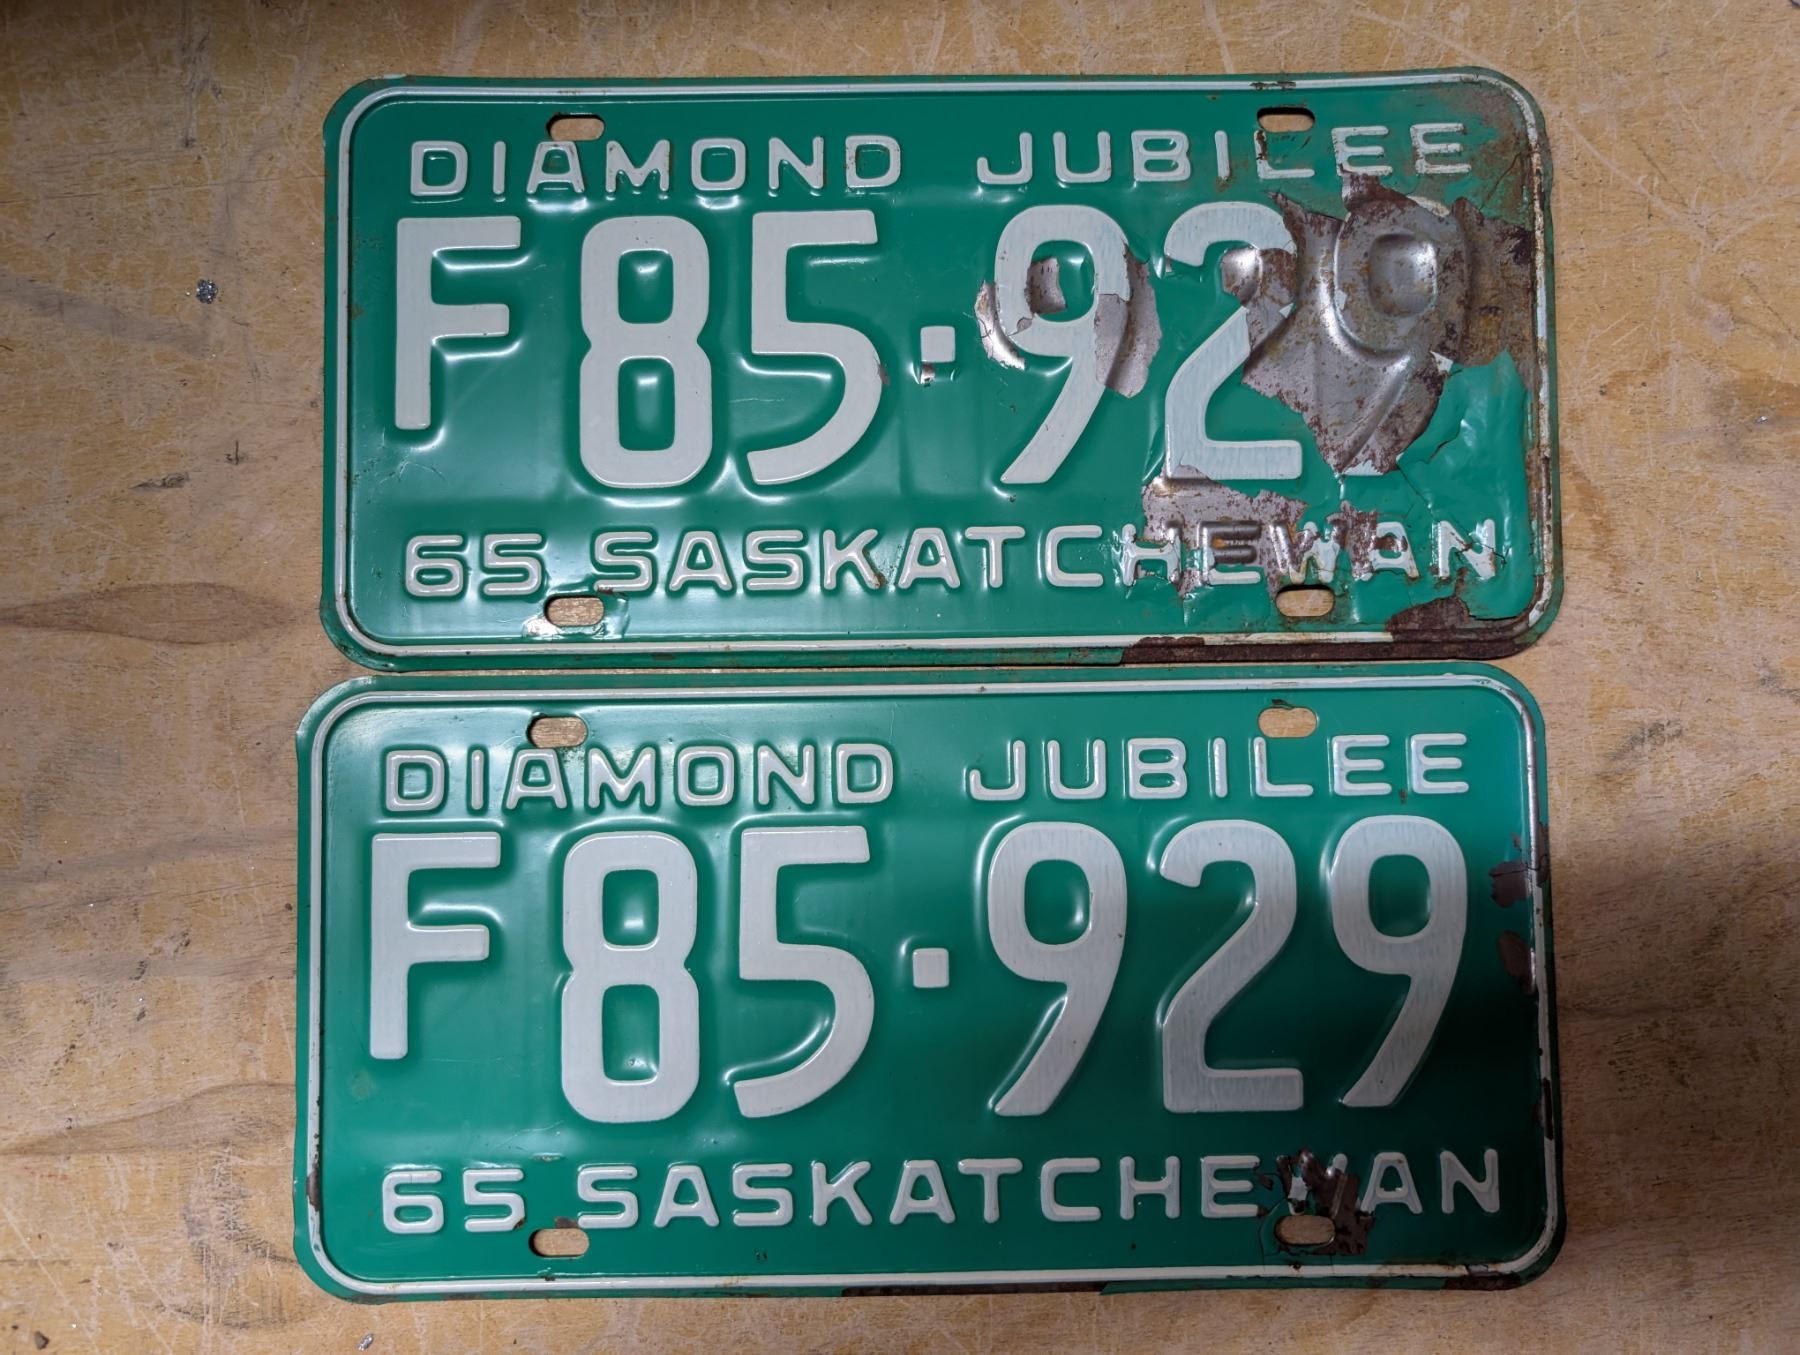 DIAMOND JUBILEE
F85·929
65 SASKATCHEWAN
DIAMOND JUBILEE
F85·929
65 SASKATCHEWAN